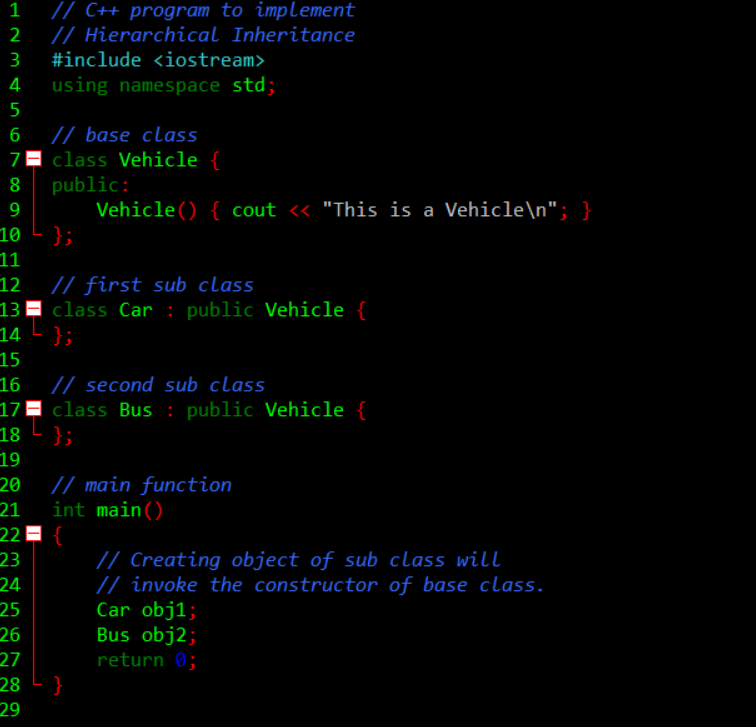 1 // C++ program to implement
2 // Hierarchical Inheritance
3 #include <iostream>
4 using namespace std;
5
6 // base class
7 class Vehicle {
8 public:
9     Vehicle() { cout << "This is a Vehicle\n"; }
10 };
11
12 // first sub class
13 class Car : public Vehicle {
14 };
15
16 // second sub class
17 class Bus : public Vehicle {
18 };
19
20 // main function
21 int main()
22 {
23     // Creating object of sub class will
24     // invoke the constructor of base class.
25     Car obj1;
26     Bus obj2;
27     return 0;
28 }
29